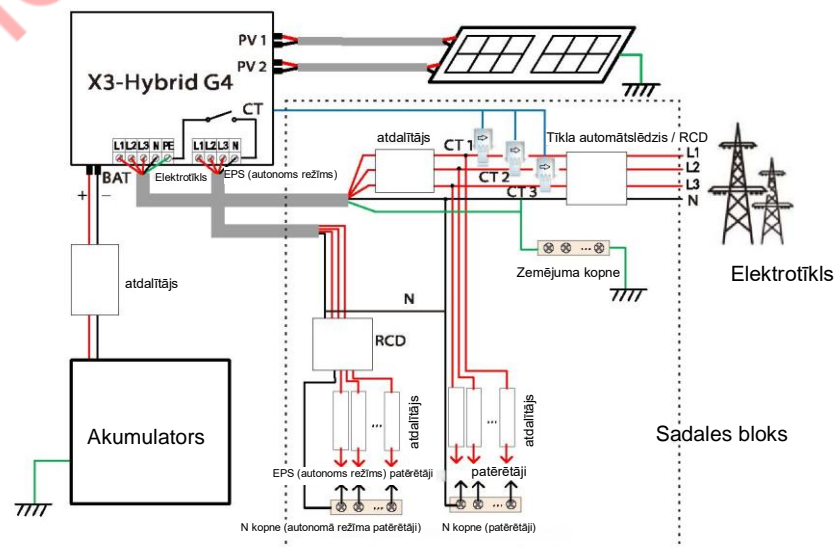 PV 1
PV 2
X3-Hybrid G4
CT
L1 L2 L3 N PE
L1 L2 L3 N
BAT
Elektrotīkls
EPS (autonoms režīms)
+ –
atdalītājs
Akumulators
atdalītājs
CT 1
CT 2
CT 3
Tīkla automātslēdzis / RCD
L1
L2
L3
N
Elektrotīkls
Zemējuma kopne
...
N
RCD
...
atdalītājs
...
atdalītājs
EPS (autonoms režīms) patērētāji
patērētāji
...
...
N kopne (autonomā režīma patērētāji)
N kopne (patērētāji)
Sadales bloks